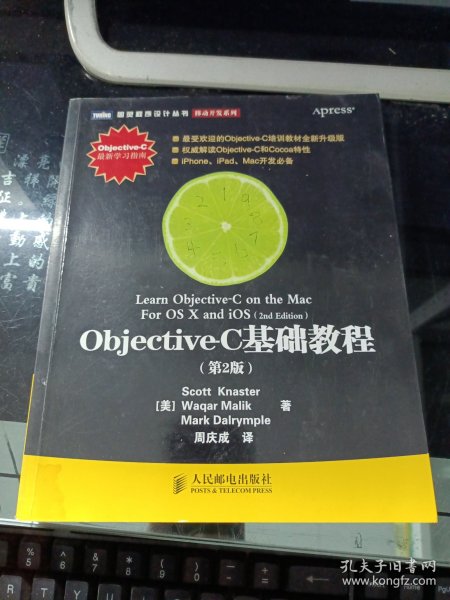 TURING 图灵程序设计丛书 移动开发系列
Apress®
Objective-C
最新学习指南
■ 最受欢迎的Objective-C培训教材全新升级版
■ 权威解读Objective-C和Cocoa特性
■ iPhone、iPad、Mac开发必备
Learn Objective-C on the Mac
For OS X and iOS (2nd Edition)
Objective-C基础教程
(第2版)
Scott Knaster
[美] Waqar Malik 著
Mark Dalrymple
周庆成 译
人民邮电出版社
POSTS & TELECOM PRESS
孔夫子旧书网
www.kongfz.com